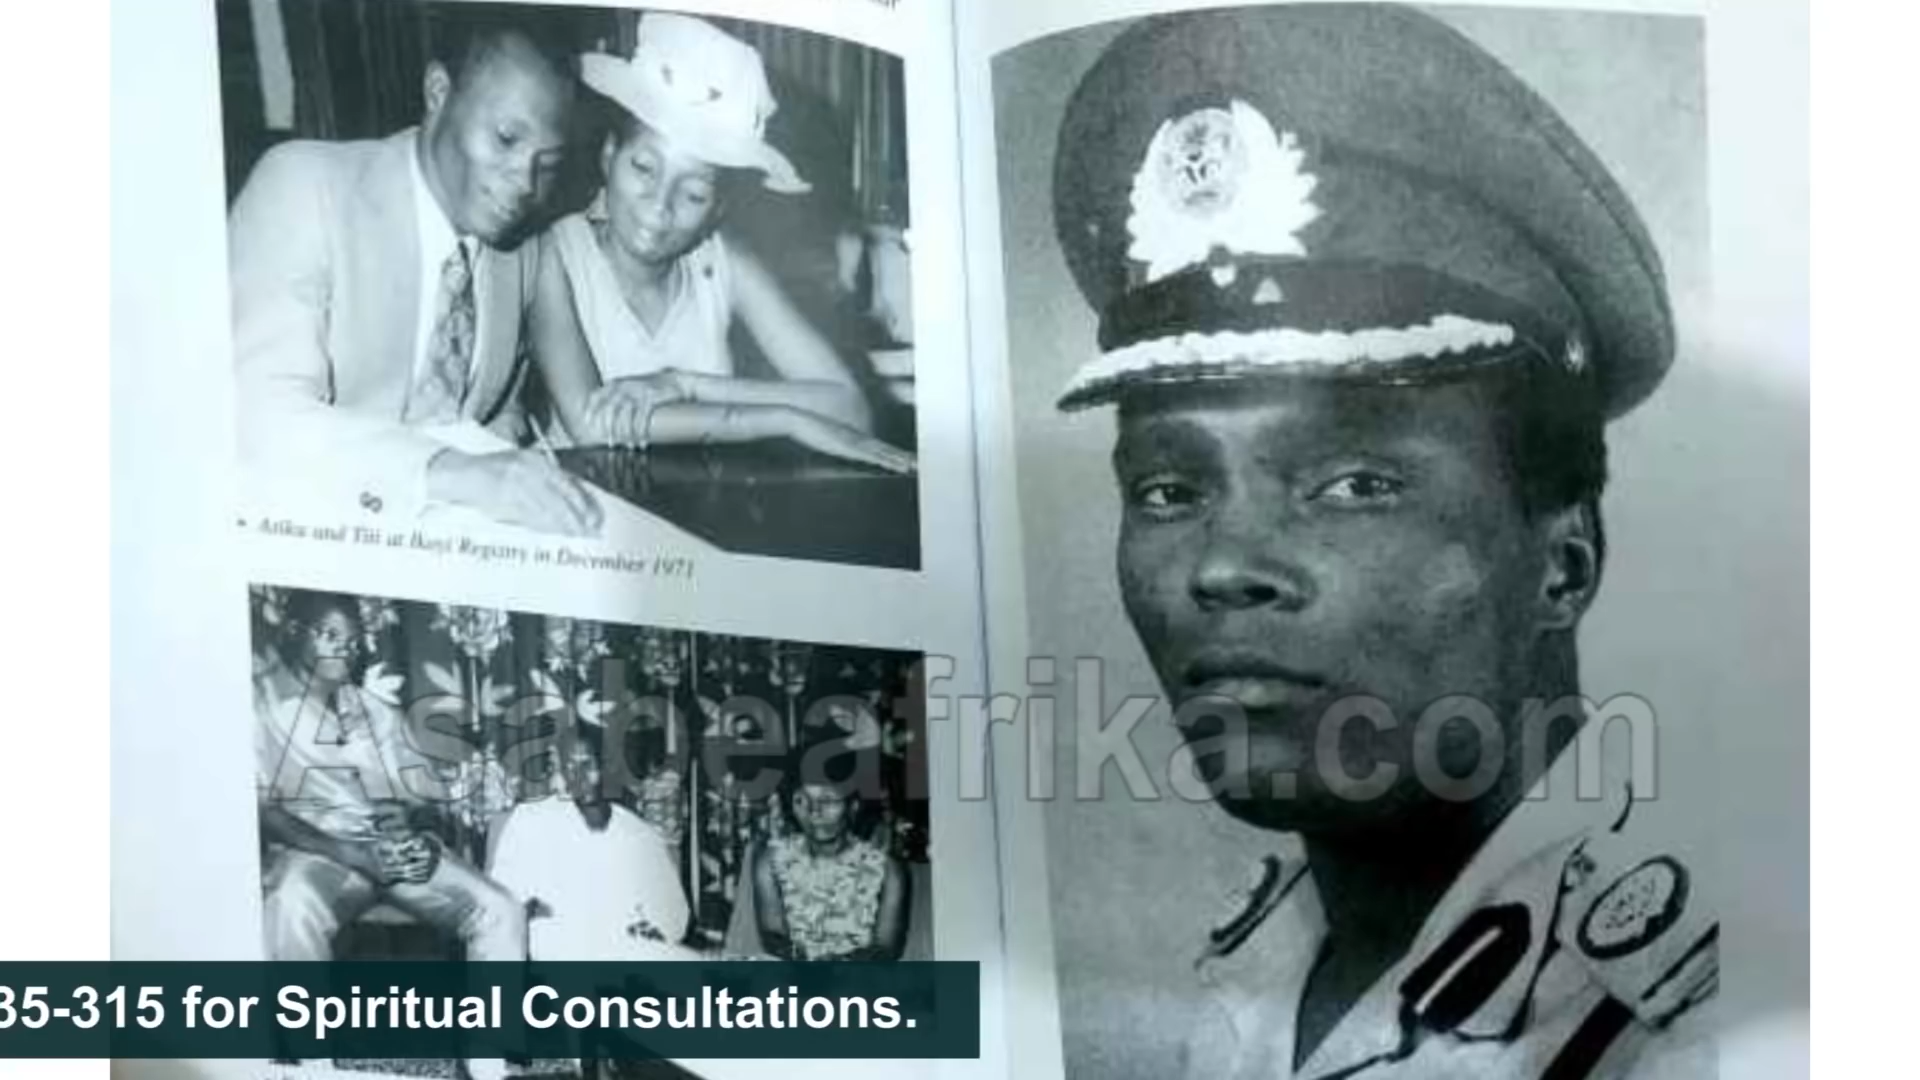 Atiku and Titi at Ikoyi Registry in December 1971
Asabeafrika.com
35-315 for Spiritual Consultations.